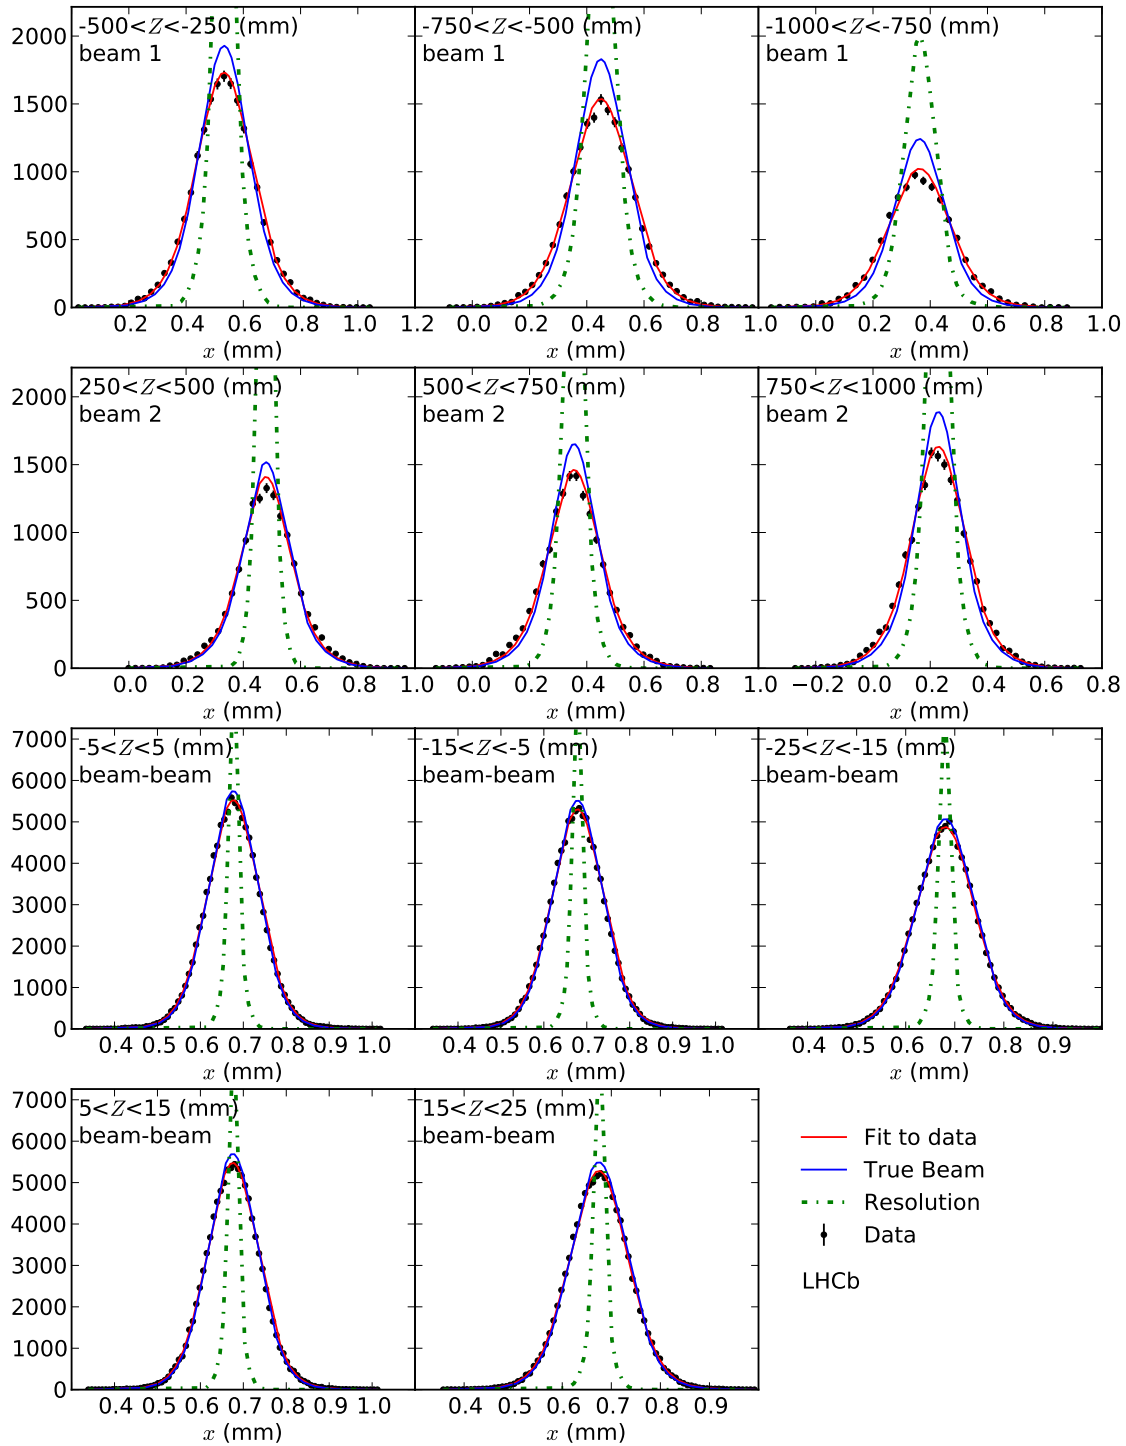 -500<Z<-250 (mm) -750<Z<-500 (mm) -1000<Z<-750 (mm)
beam 1 beam 1 beam 1
2000
1500
1000
500
0
0.2 0.4 0.6 0.8 1.0 1.2 0.0 0.2 0.4 0.6 0.8 0.0 0.2 0.4 0.6 0.8 1.0
x (mm) x (mm) x (mm)
250<Z<500 (mm) 500<Z<750 (mm) 750<Z<1000 (mm)
beam 2 beam 2 beam 2
2000
1500
1000
500
0
0.0 0.2 0.4 0.6 0.8 1.0 0.0 0.2 0.4 0.6 0.8 1.0 −0.2 0.0 0.2 0.4 0.6 0.8
x (mm) x (mm) x (mm)
-5<Z<5 (mm) -15<Z<-5 (mm) -25<Z<-15 (mm)
beam-beam beam-beam beam-beam
7000
6000
5000
4000
3000
2000
1000
0
0.4 0.5 0.6 0.7 0.8 0.9 1.0 0.4 0.5 0.6 0.7 0.8 0.9 1.0 0.4 0.5 0.6 0.7 0.8 0.9
x (mm) x (mm) x (mm)
5<Z<15 (mm) 15<Z<25 (mm)
beam-beam beam-beam
7000
6000
5000
4000
3000
2000
1000
0
0.4 0.5 0.6 0.7 0.8 0.9 1.0 0.4 0.5 0.6 0.7 0.8 0.9
x (mm) x (mm)
Fit to data
True Beam
Resolution
Data
LHCb